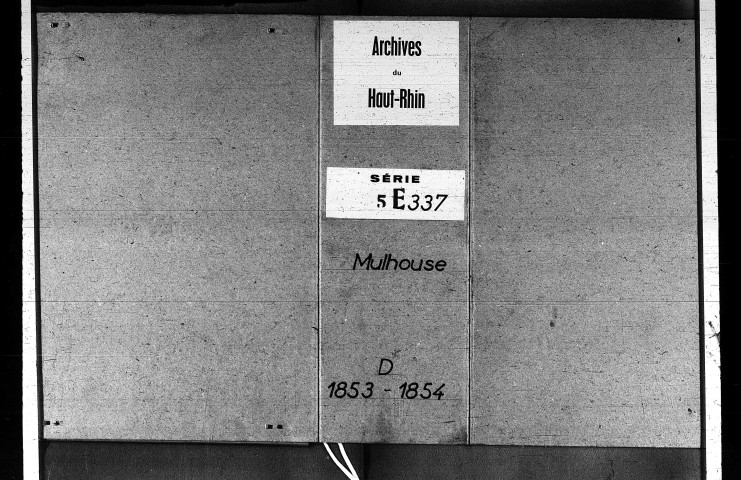 Archives
du
Haut-Rhin
SÉRIE
5 E 337
Mulhouse
D*
1853 - 1854